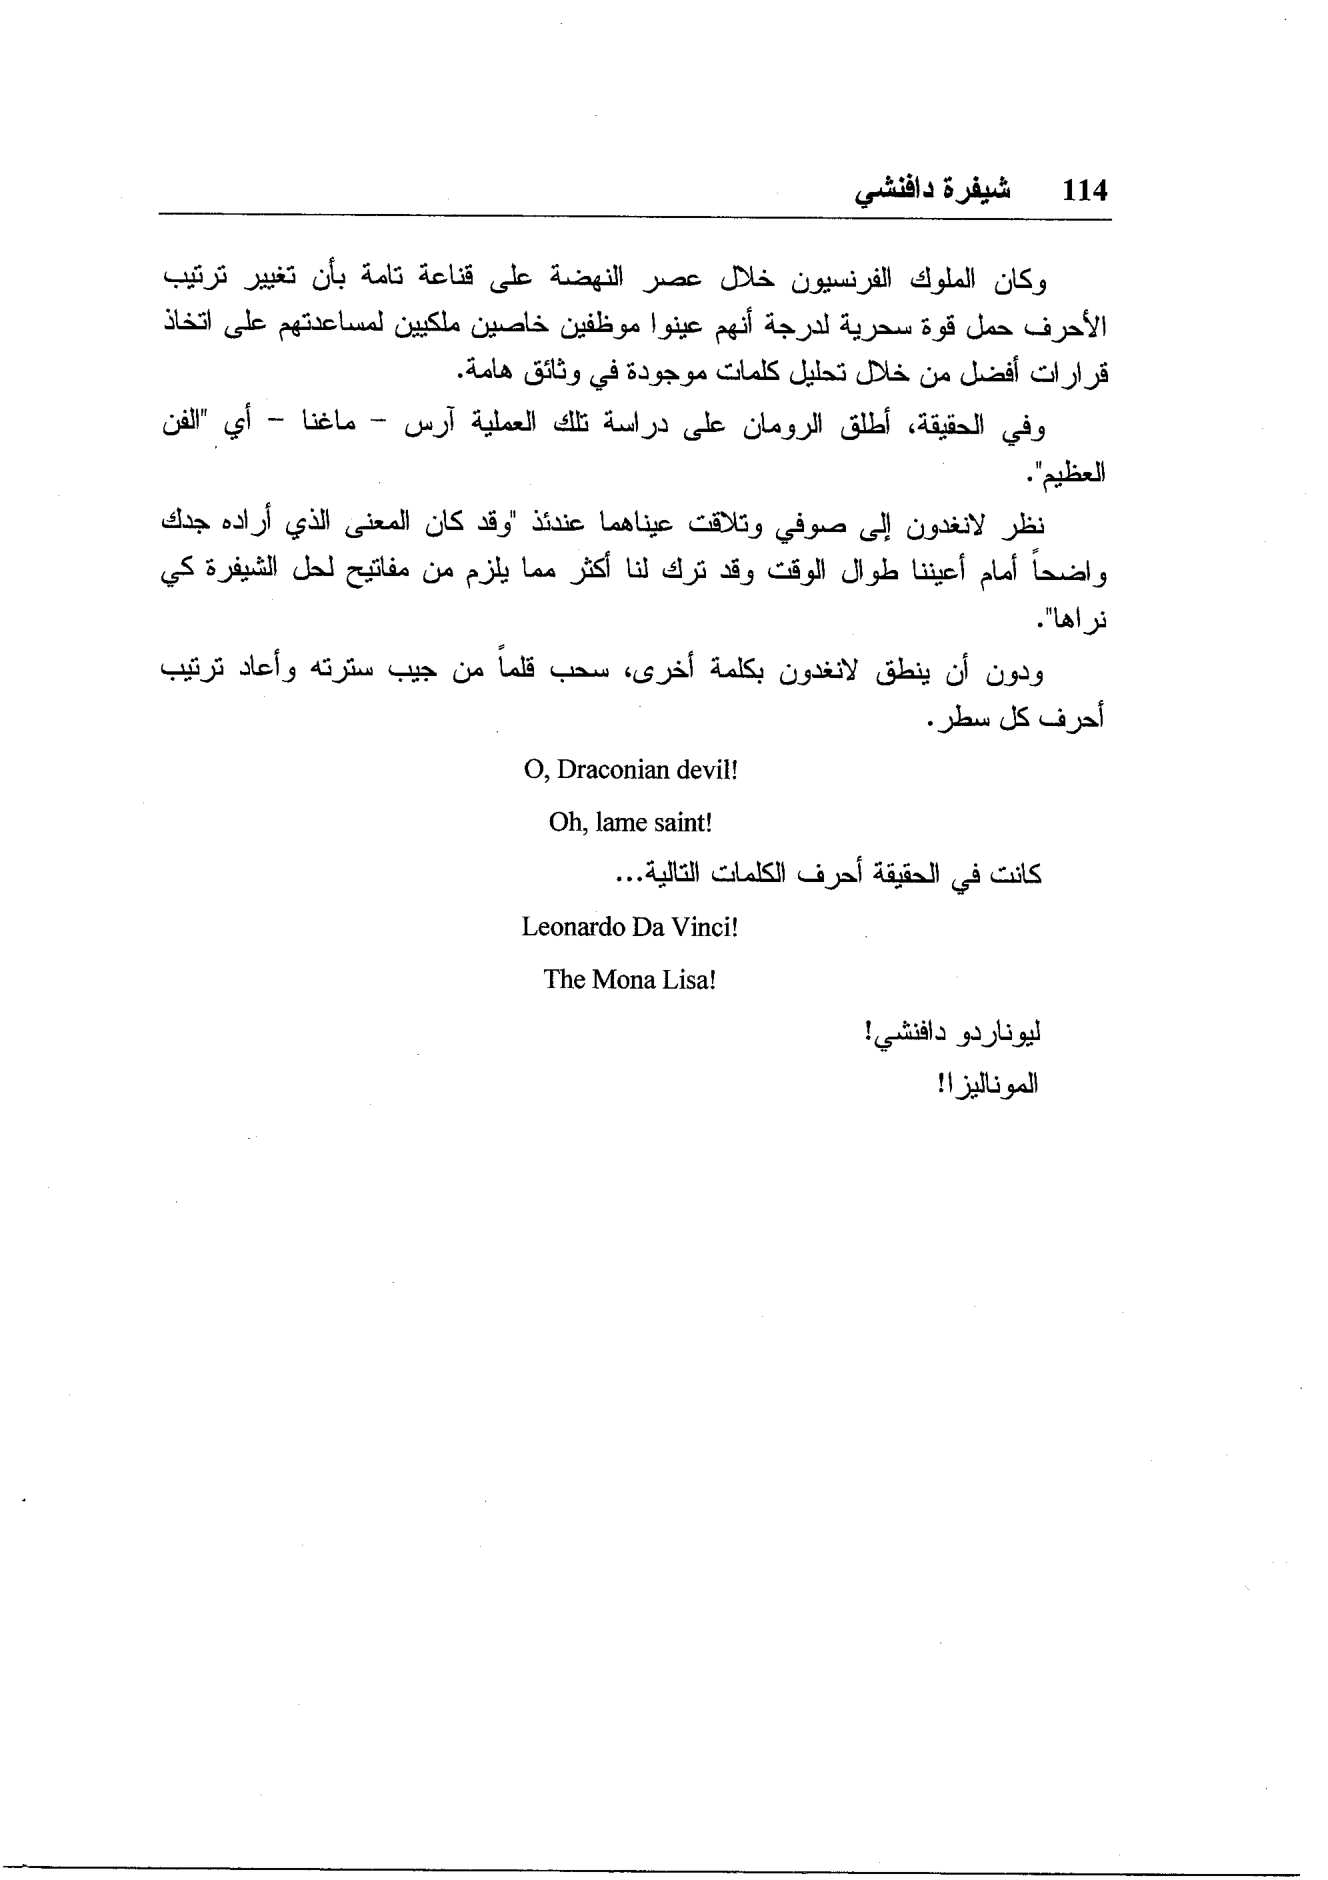 114 شيفرة دافنشي
وكان الملوك الفرنسيون خلال عصر النهضة على قناعة تامة بأن تغيير ترتيب
الأحرف حمل قوة سحرية لدرجة أنهم عينوا موظفين خاصين ملكيين لمساعدتهم على اتخاذ
قرارات أفضل من خلال تحليل كلمات موجودة في وثائق هامة.
وفي الحقيقة، أطلق الرومان على دراسة تلك العملية آرس – ماغنا – أي "الفن
العظيم".
نظر لانغدون إلى صوفي وتلاقت عيناهما عندئذ "وقد كان المعنى الذي أراده جدك
واضحاً أمام أعيننا طوال الوقت وقد ترك لنا أكثر مما يلزم من مفاتيح لحل الشيفرة كي
نراها".
ودون أن ينطق لانغدون بكلمة أخرى، سحب قلماً من جيب سترته وأعاد ترتيب
أحرف كل سطر.
O, Draconian devil!
Oh, lame saint!
كانت في الحقيقة أحرف الكلمات التالية...
Leonardo Da Vinci!
The Mona Lisa!
ليوناردو دافنشي!
الموناليزا!